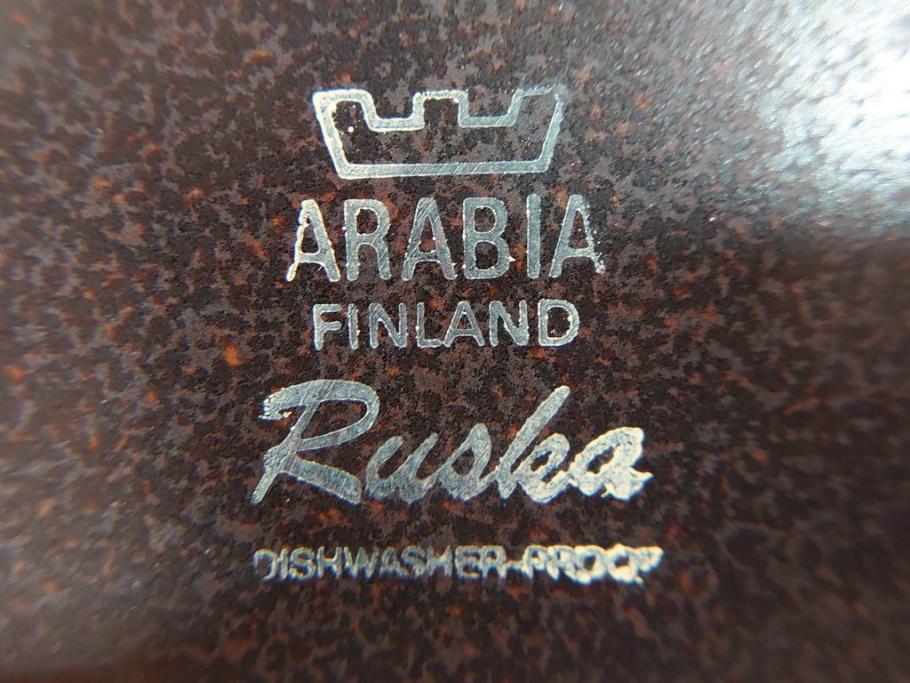 ARABIA
FINLAND
Ruska
DISHWASHER-PROOF